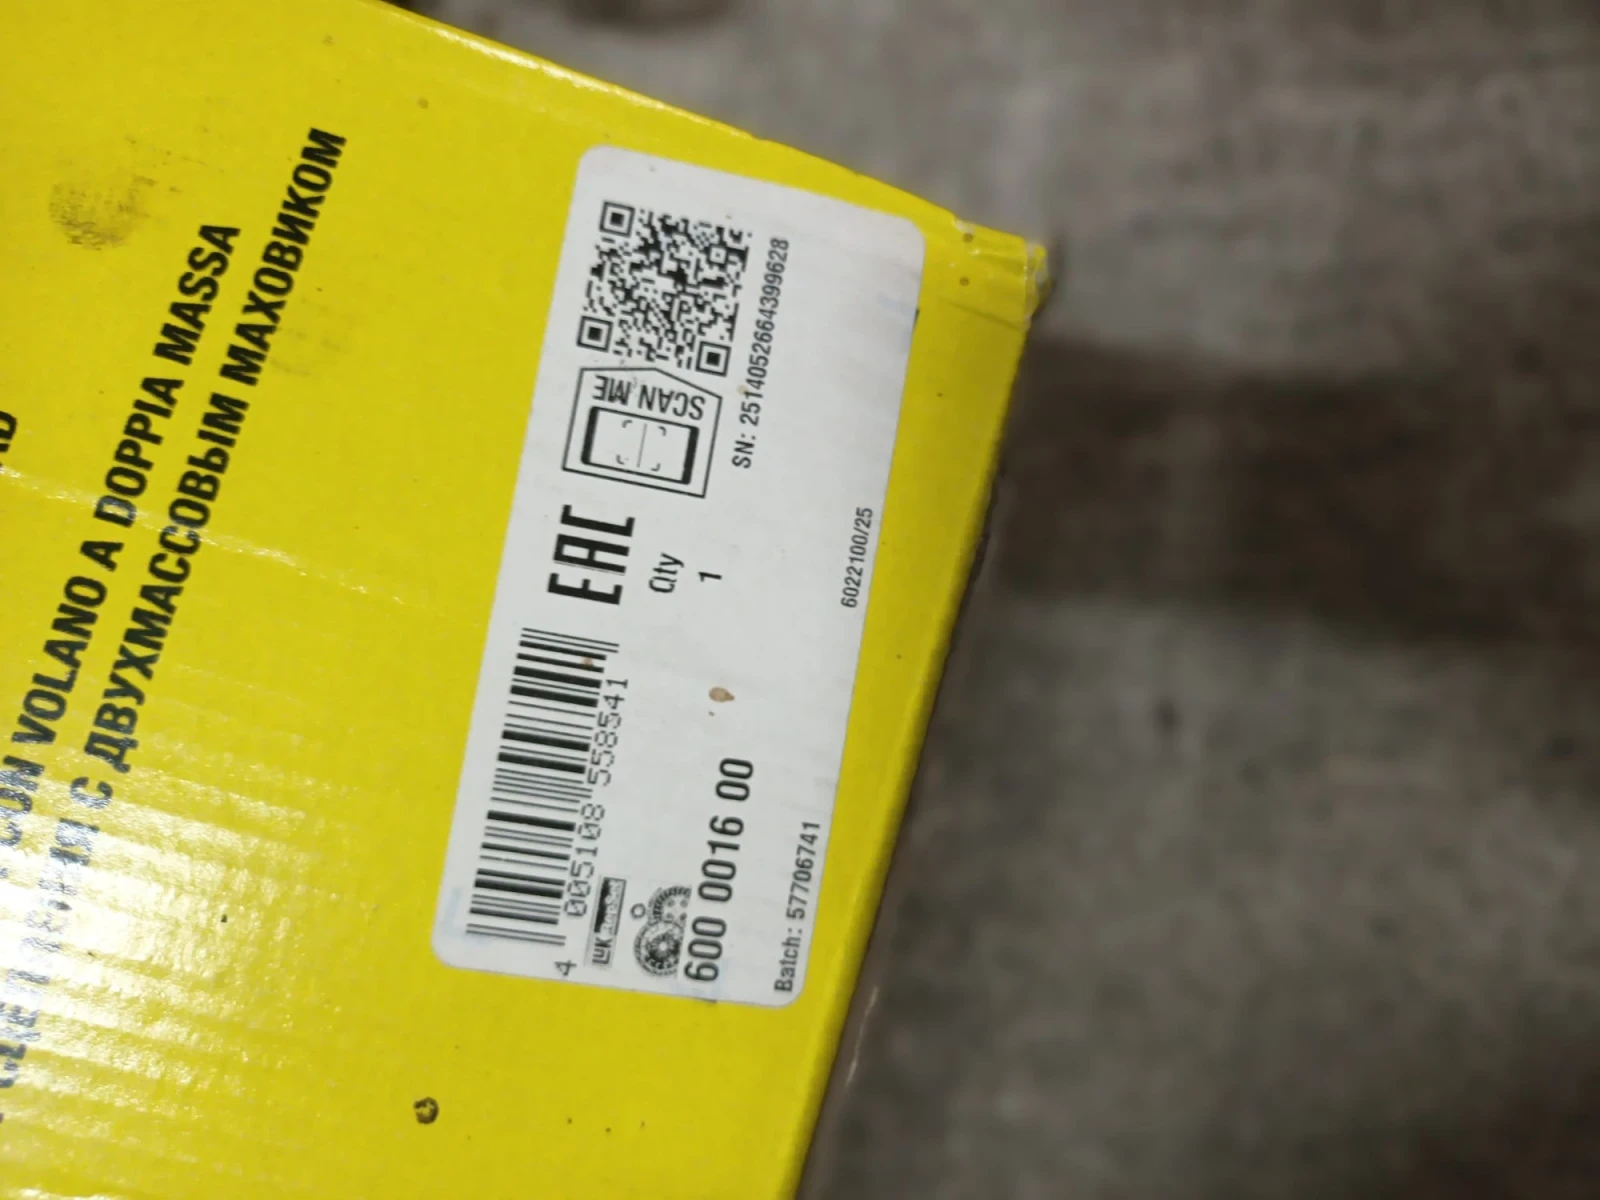 CON VOLANO A DOPPIA MASSA
С ДВУХМАССОВЫМ МАХОВИКОМ
SCAN ME
SN: 2514052664399628
EAC
Qty
1
6022100/25
4 005108 558541
LuK
600 0016 00
Batch: 57706741